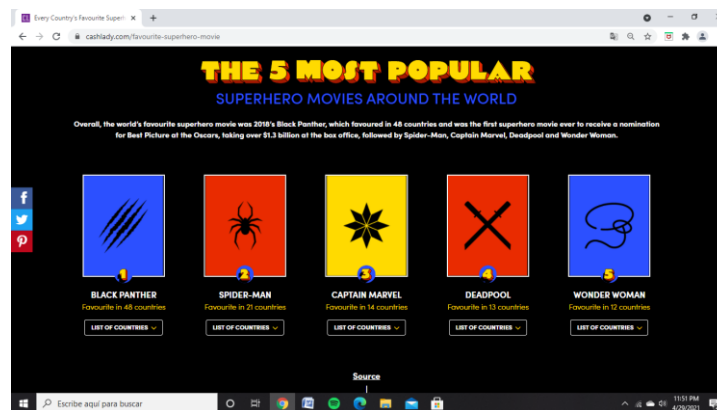 Every Country's Favourite Super
cashlady.com/favourite-superhero-movie
THE 5 MOST POPULAR
SUPERHERO MOVIES AROUND THE WORLD
Overall, the world's favourite superhero movie was 2018's Black Panther, which favoured in 48 countries and was the first superhero movie ever to receive a nomination
for Best Picture at the Oscars, taking over $1.3 billion at the box office, followed by Spider-Man, Captain Marvel, Deadpool and Wonder Woman.
1 2 3 4 5
BLACK PANTHER SPIDER-MAN CAPTAIN MARVEL DEADPOOL WONDER WOMAN
Favourite in 48 countries Favourite in 21 countries Favourite in 14 countries Favourite in 13 countries Favourite in 12 countries
LIST OF COUNTRIES LIST OF COUNTRIES LIST OF COUNTRIES LIST OF COUNTRIES LIST OF COUNTRIES
Source
Escribe aquí para buscar
11:51 PM
4/29/2021